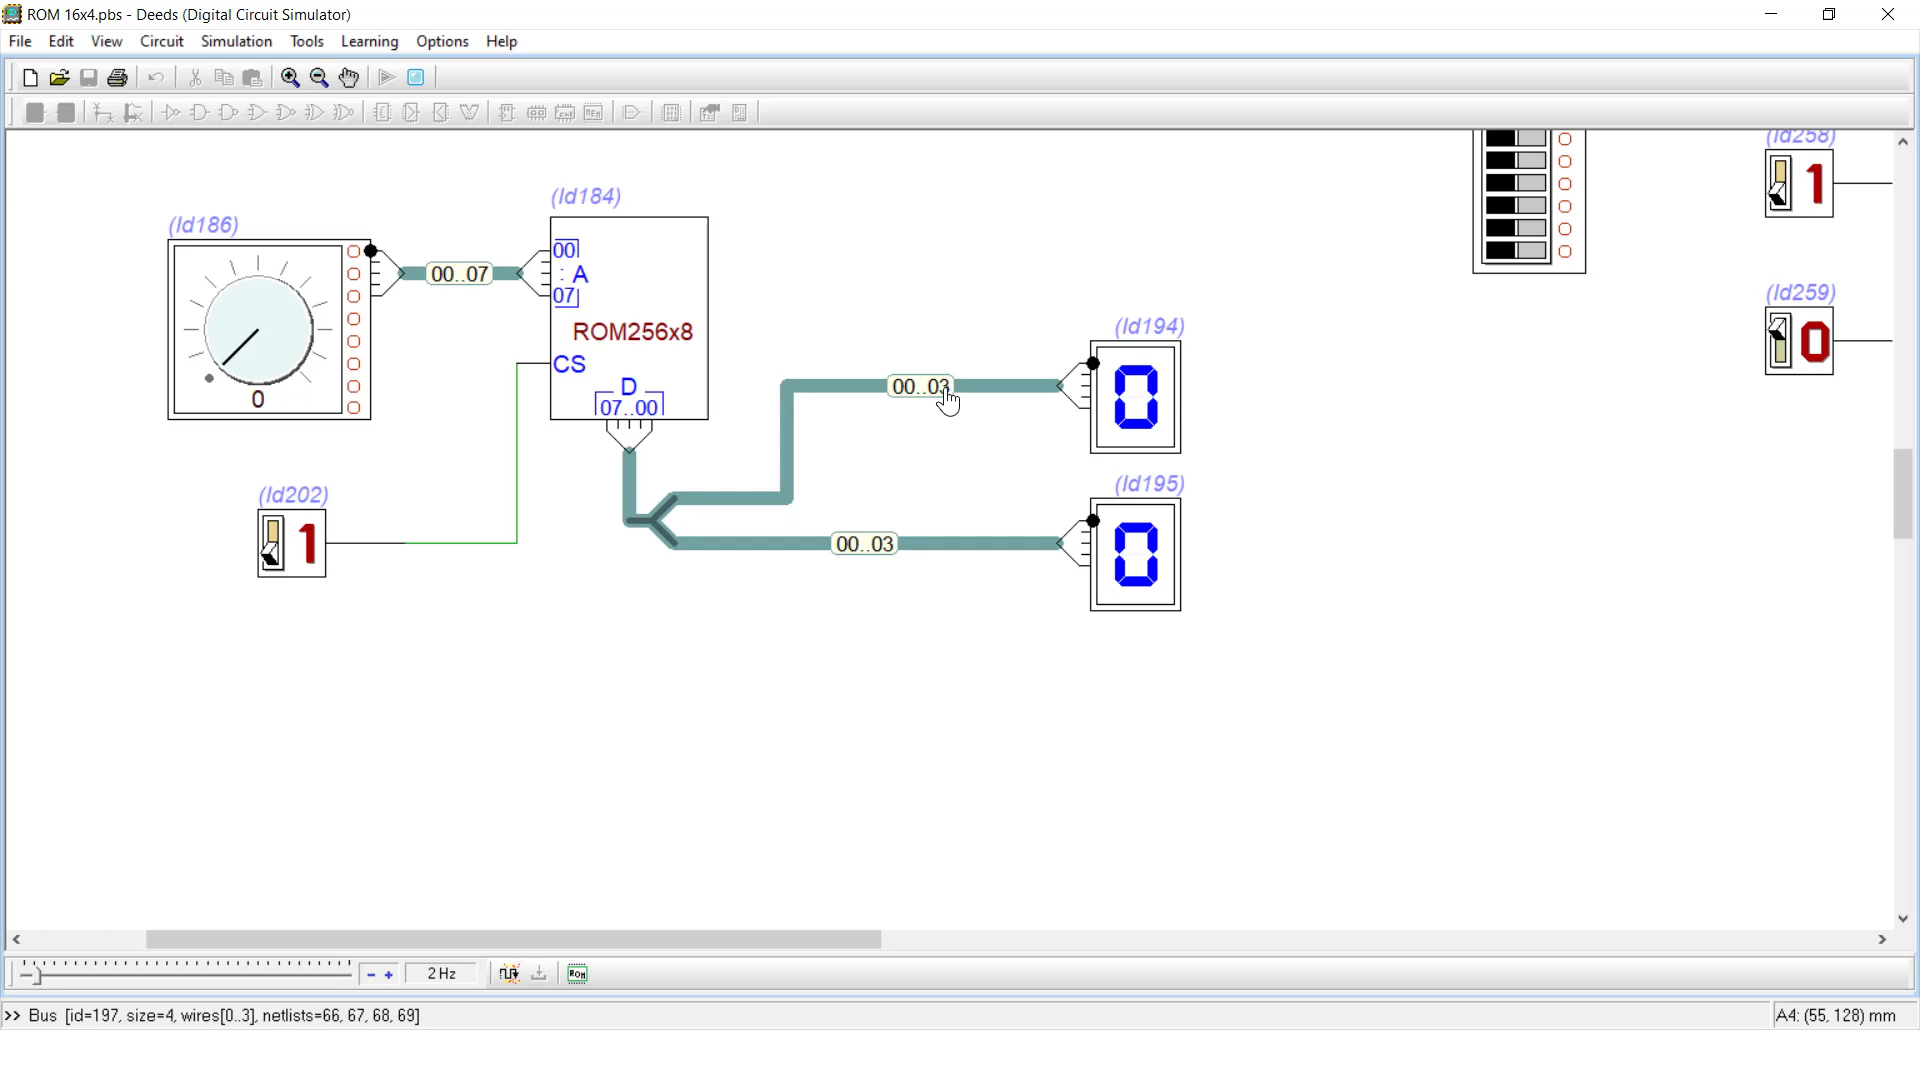 ROM 16x4.pbs - Deeds (Digital Circuit Simulator)
File Edit View Circuit Simulation Tools Learning Options Help
(Id258)
1
(Id184)
(Id186)
00
: A
07
00..07
ROM256x8
CS
D
07..00
0
(Id259)
0
(Id194)
00..03
0
(Id202)
1
(Id195)
00..03
0
- +
2 Hz
ROM
>> Bus [id=197, size=4, wires[0..3], netlists=66, 67, 68, 69]
A4: (55, 128) mm